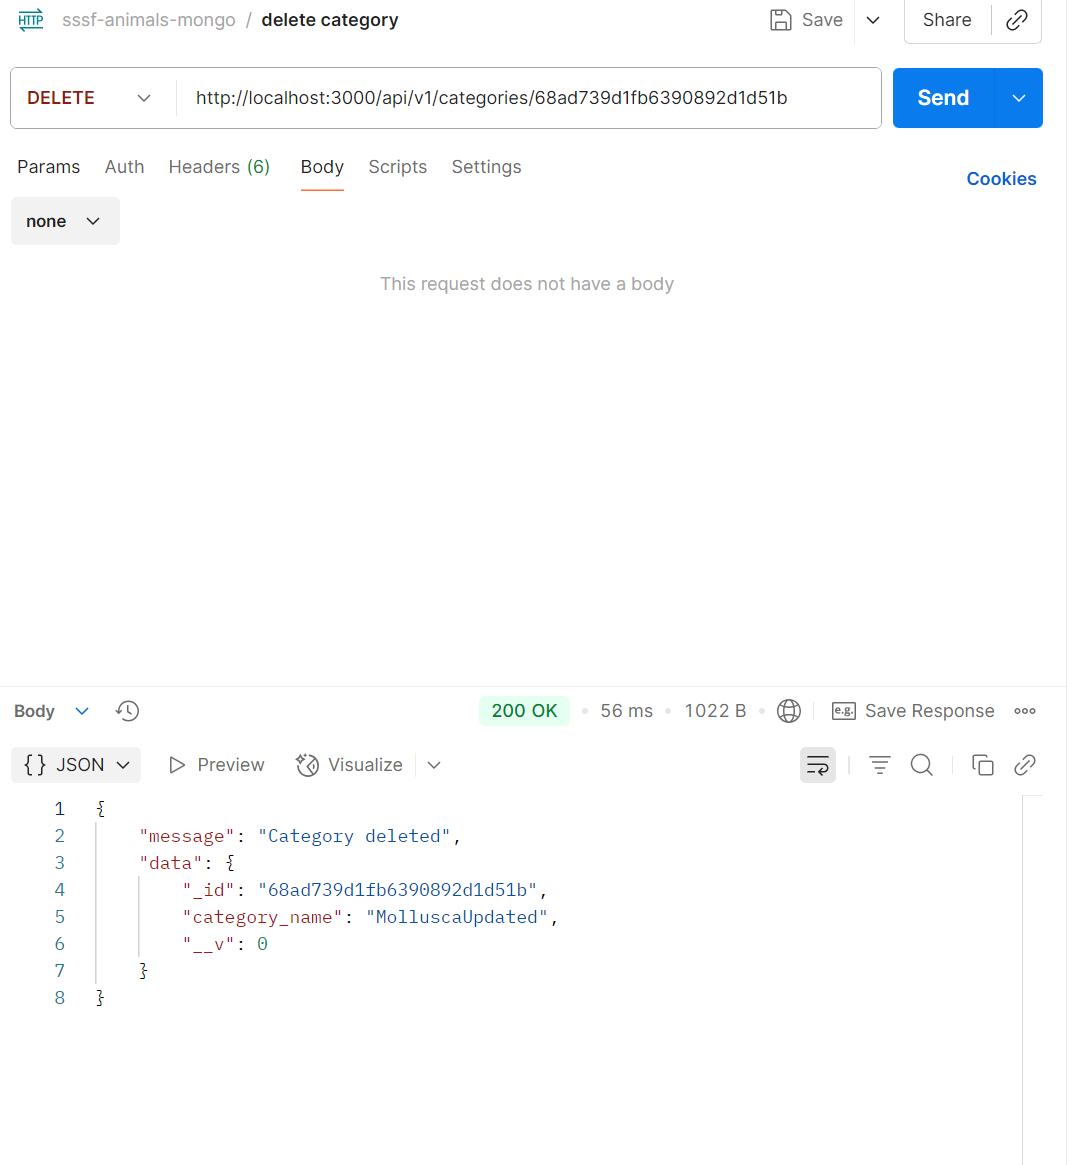 HTTP sssf-animals-mongo / delete category Save Share
DELETE http://localhost:3000/api/v1/categories/68ad739d1fb6390892d1d51b Send
Params Auth Headers (6) Body Scripts Settings Cookies
none
This request does not have a body
Body 200 OK • 56 ms • 1022 B • e.g. Save Response
{} JSON Preview Visualize
1 {
2 "message": "Category deleted",
3 "data": {
4 "_id": "68ad739d1fb6390892d1d51b",
5 "category_name": "MolluscaUpdated",
6 "__v": 0
7 }
8 }